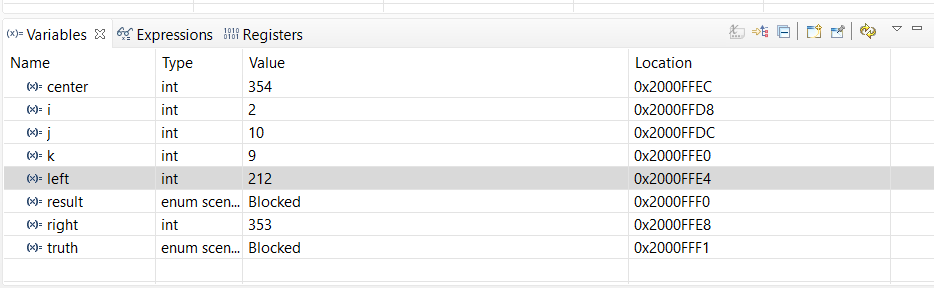 (x)= Variables Expressions 1010 0101 Registers
Name Type Value Location
(x)= center int 354 0x2000FFEC
(x)= i int 2 0x2000FFD8
(x)= j int 10 0x2000FFDC
(x)= k int 9 0x2000FFE0
(x)= left int 212 0x2000FFE4
(x)= result enum scen... Blocked 0x2000FFF0
(x)= right int 353 0x2000FFE8
(x)= truth enum scen... Blocked 0x2000FFF1